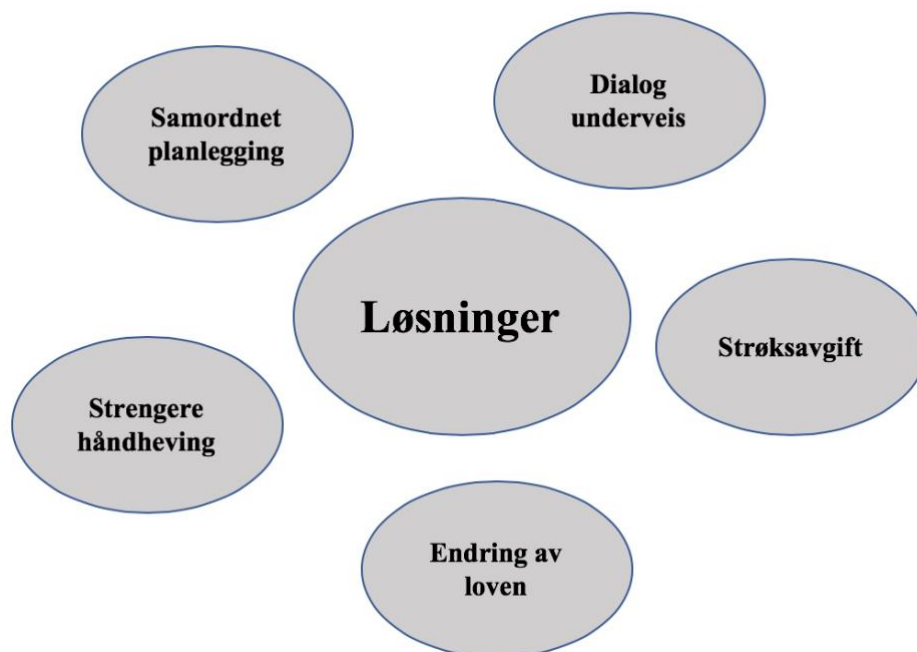 Dialog
underveis
Samordnet
planlegging
Løsninger
Strøksavgift
Strengere
håndheving
Endring av
loven